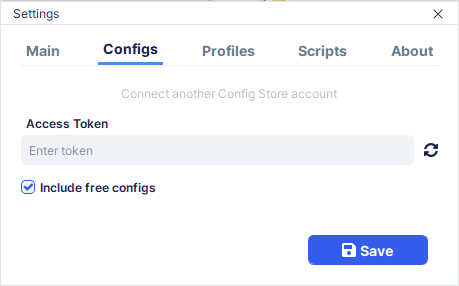 Settings
Main Configs Profiles Scripts About
Connect another Config Store account
Access Token
Enter token
Include free configs
Save